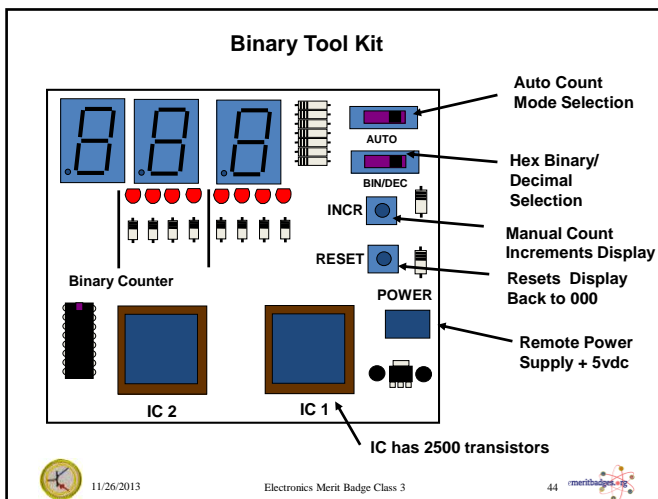 Binary Tool Kit
Auto Count
Mode Selection
AUTO
Hex Binary/
Decimal
Selection
BIN/DEC
INCR
Manual Count
Increments Display
RESET
Resets Display
Back to 000
Binary Counter
POWER
Remote Power
Supply + 5vdc
IC 2
IC 1
IC has 2500 transistors
11/26/2013
Electronics Merit Badge Class 3
44
emeritbadges.org